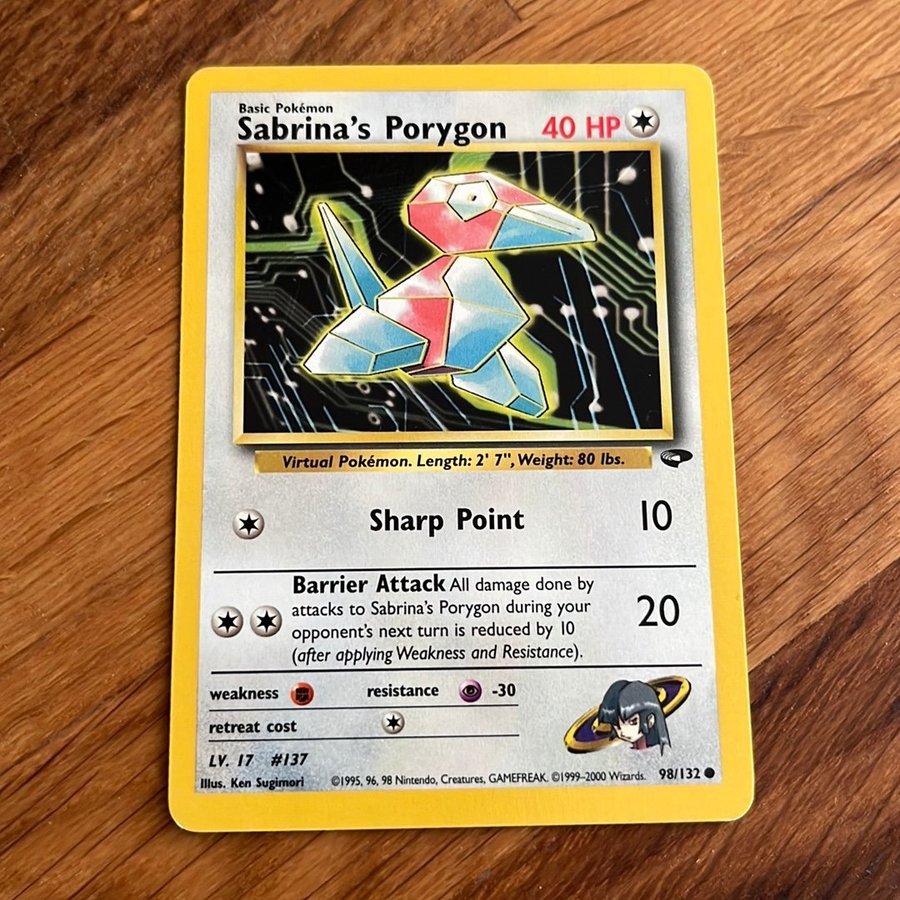 Basic Pokémon
Sabrina's Porygon 40 HP
Virtual Pokémon. Length: 2' 7", Weight: 80 lbs.
Sharp Point 10
Barrier Attack All damage done by
attacks to Sabrina's Porygon during your
opponent's next turn is reduced by 10
(after applying Weakness and Resistance).
20
weakness resistance -30
retreat cost
LV. 17 #137
Illus. Ken Sugimori ©1995, 96, 98 Nintendo, Creatures, GAMEFREAK. ©1999-2000 Wizards. 98/132